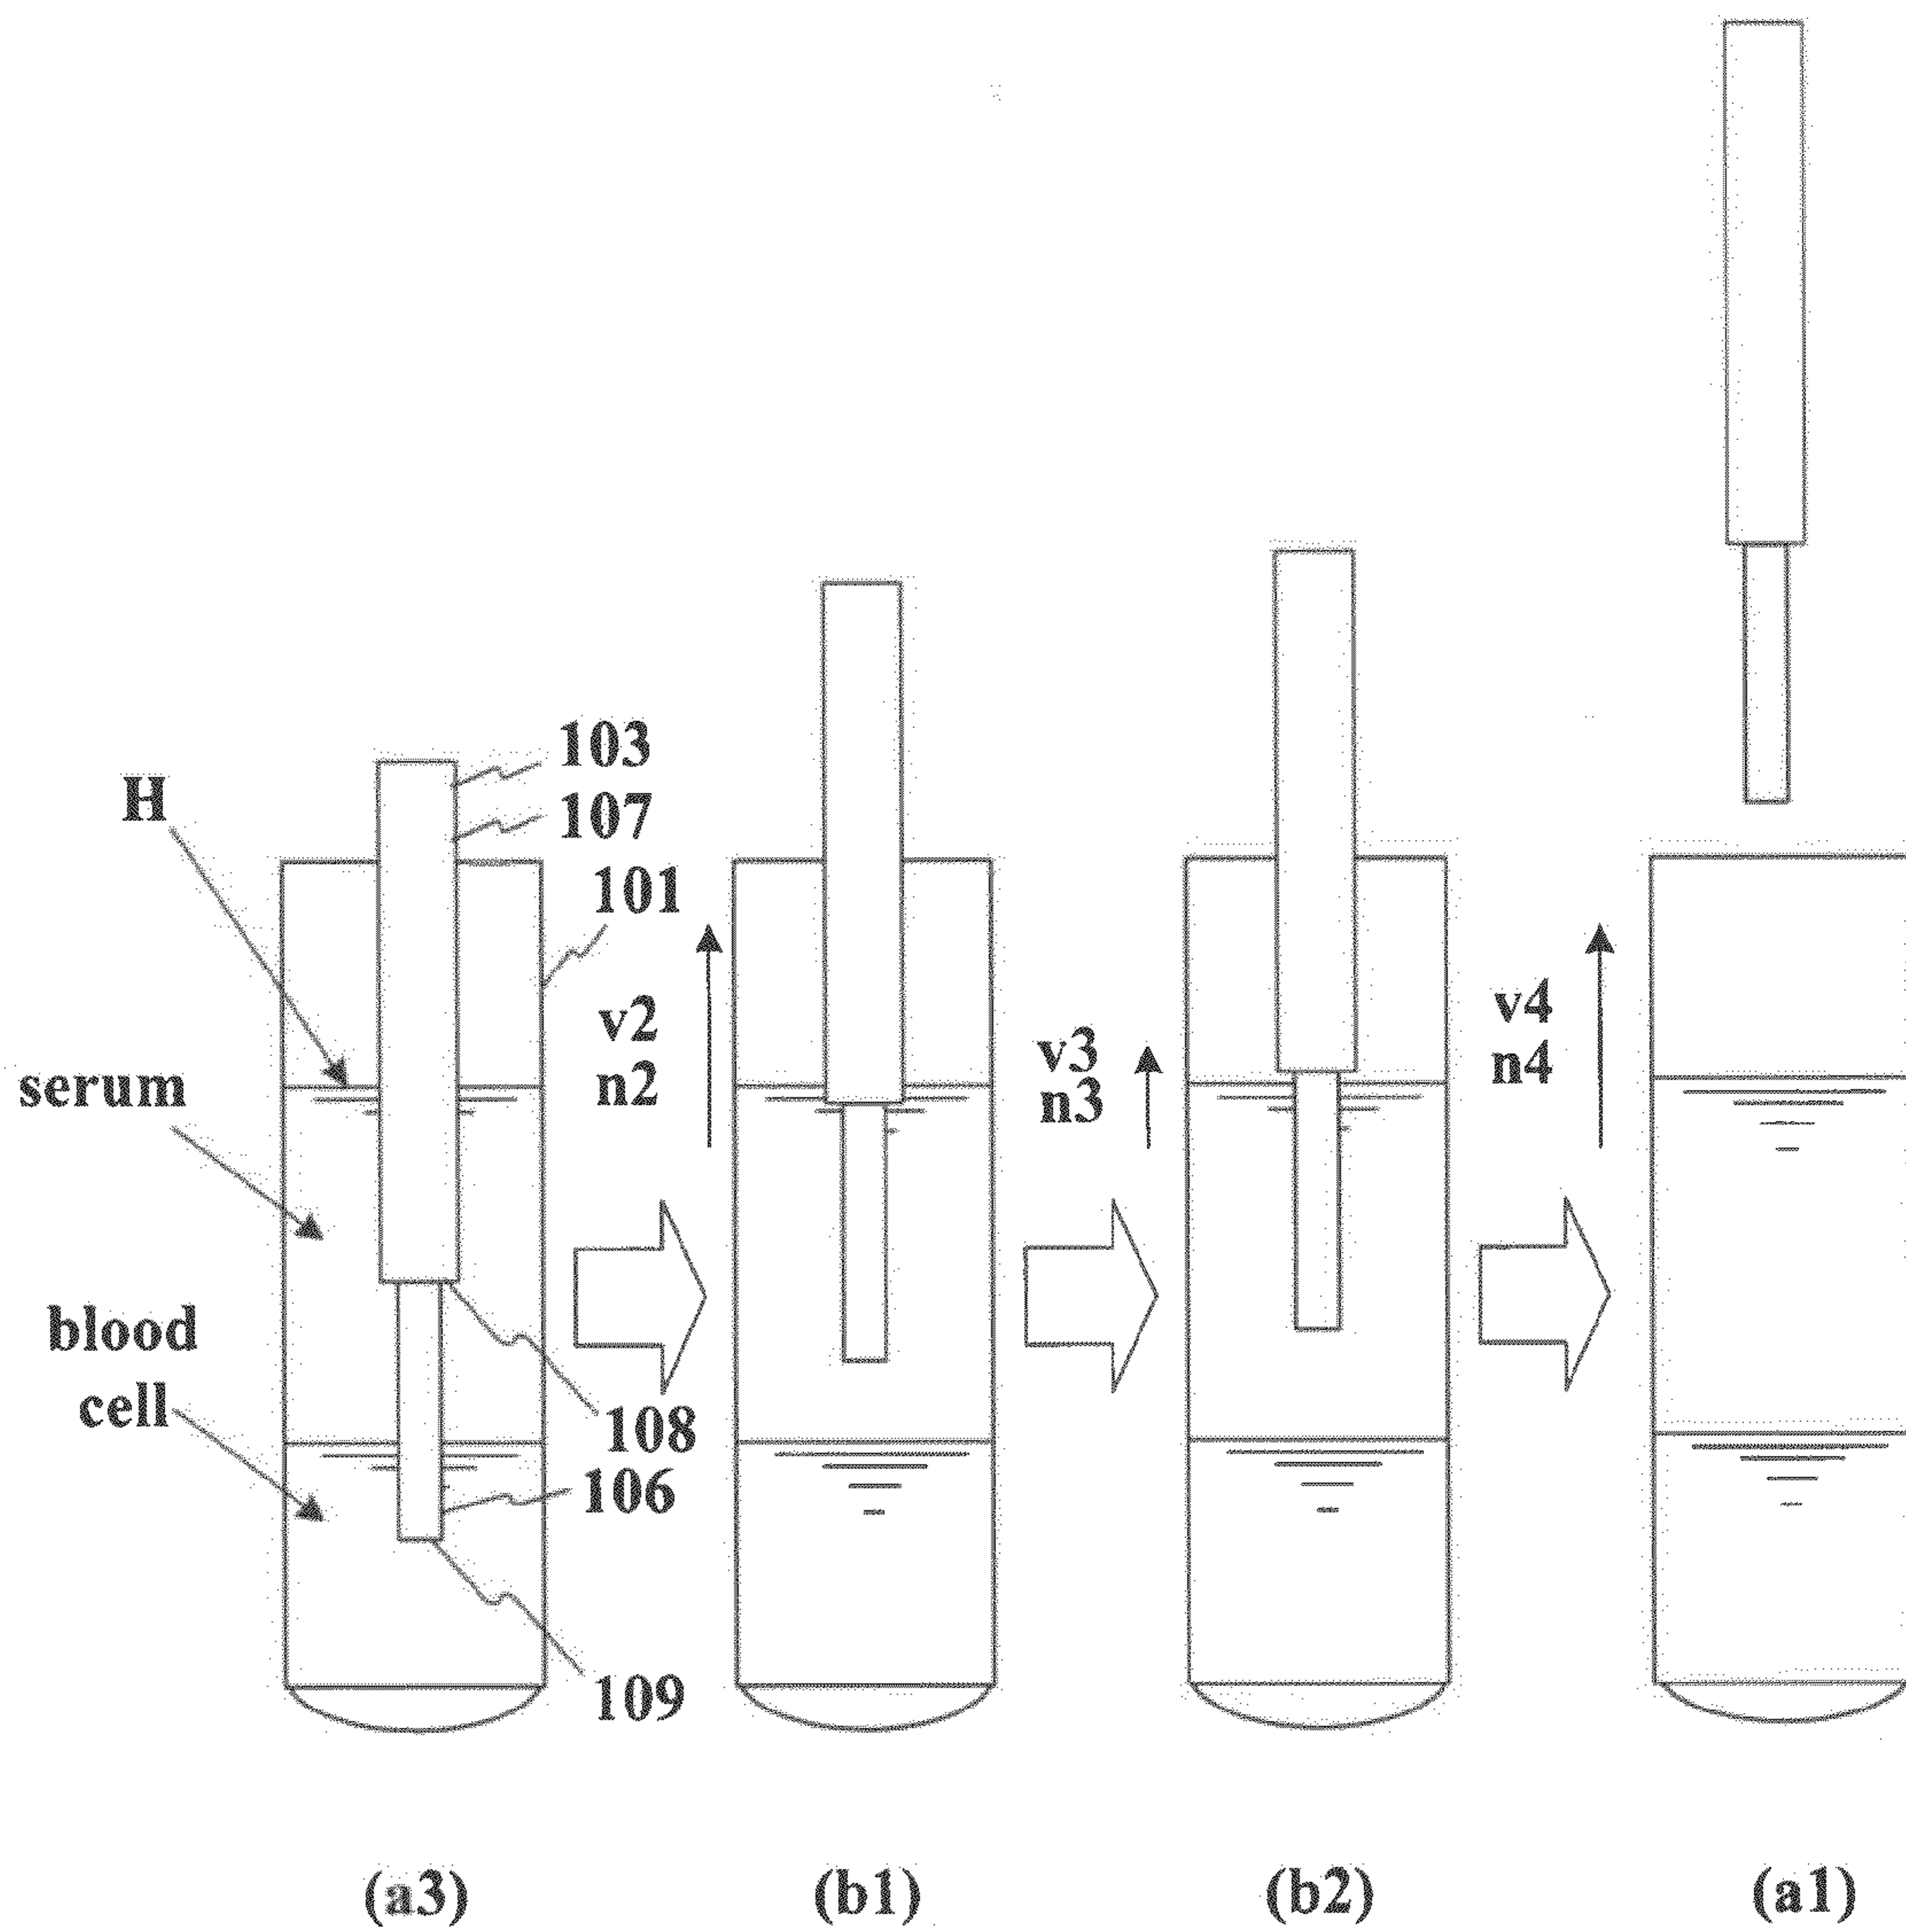 103
H
107
101
v2
n2
v3
n3
v4
n4
serum
blood
cell
108
106
109
(a3)
(b1)
(b2)
(a1)